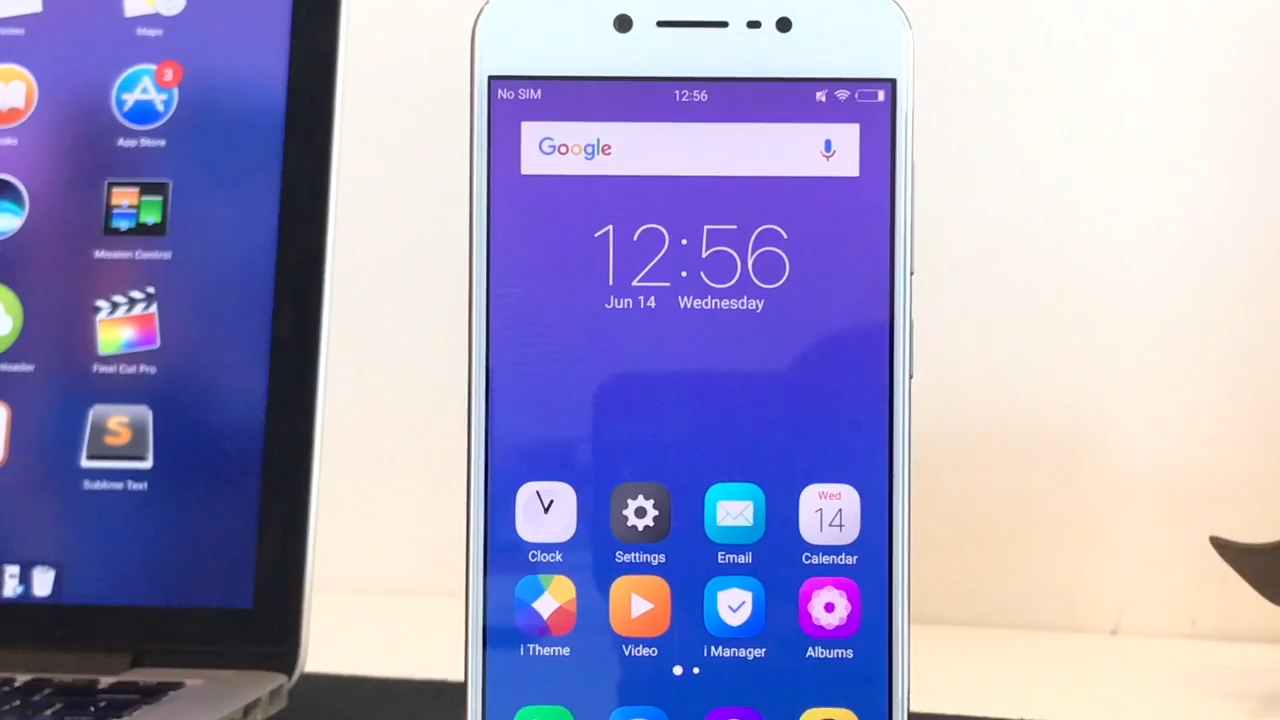 Maps
3
App Store
Mission Control
Final Cut Pro
S
Sublime Text
No SIM
12:56
Google
12:56
Jun 14 Wednesday
Wed
14
Clock
Settings
Email
Calendar
i Theme
Video
i Manager
Albums